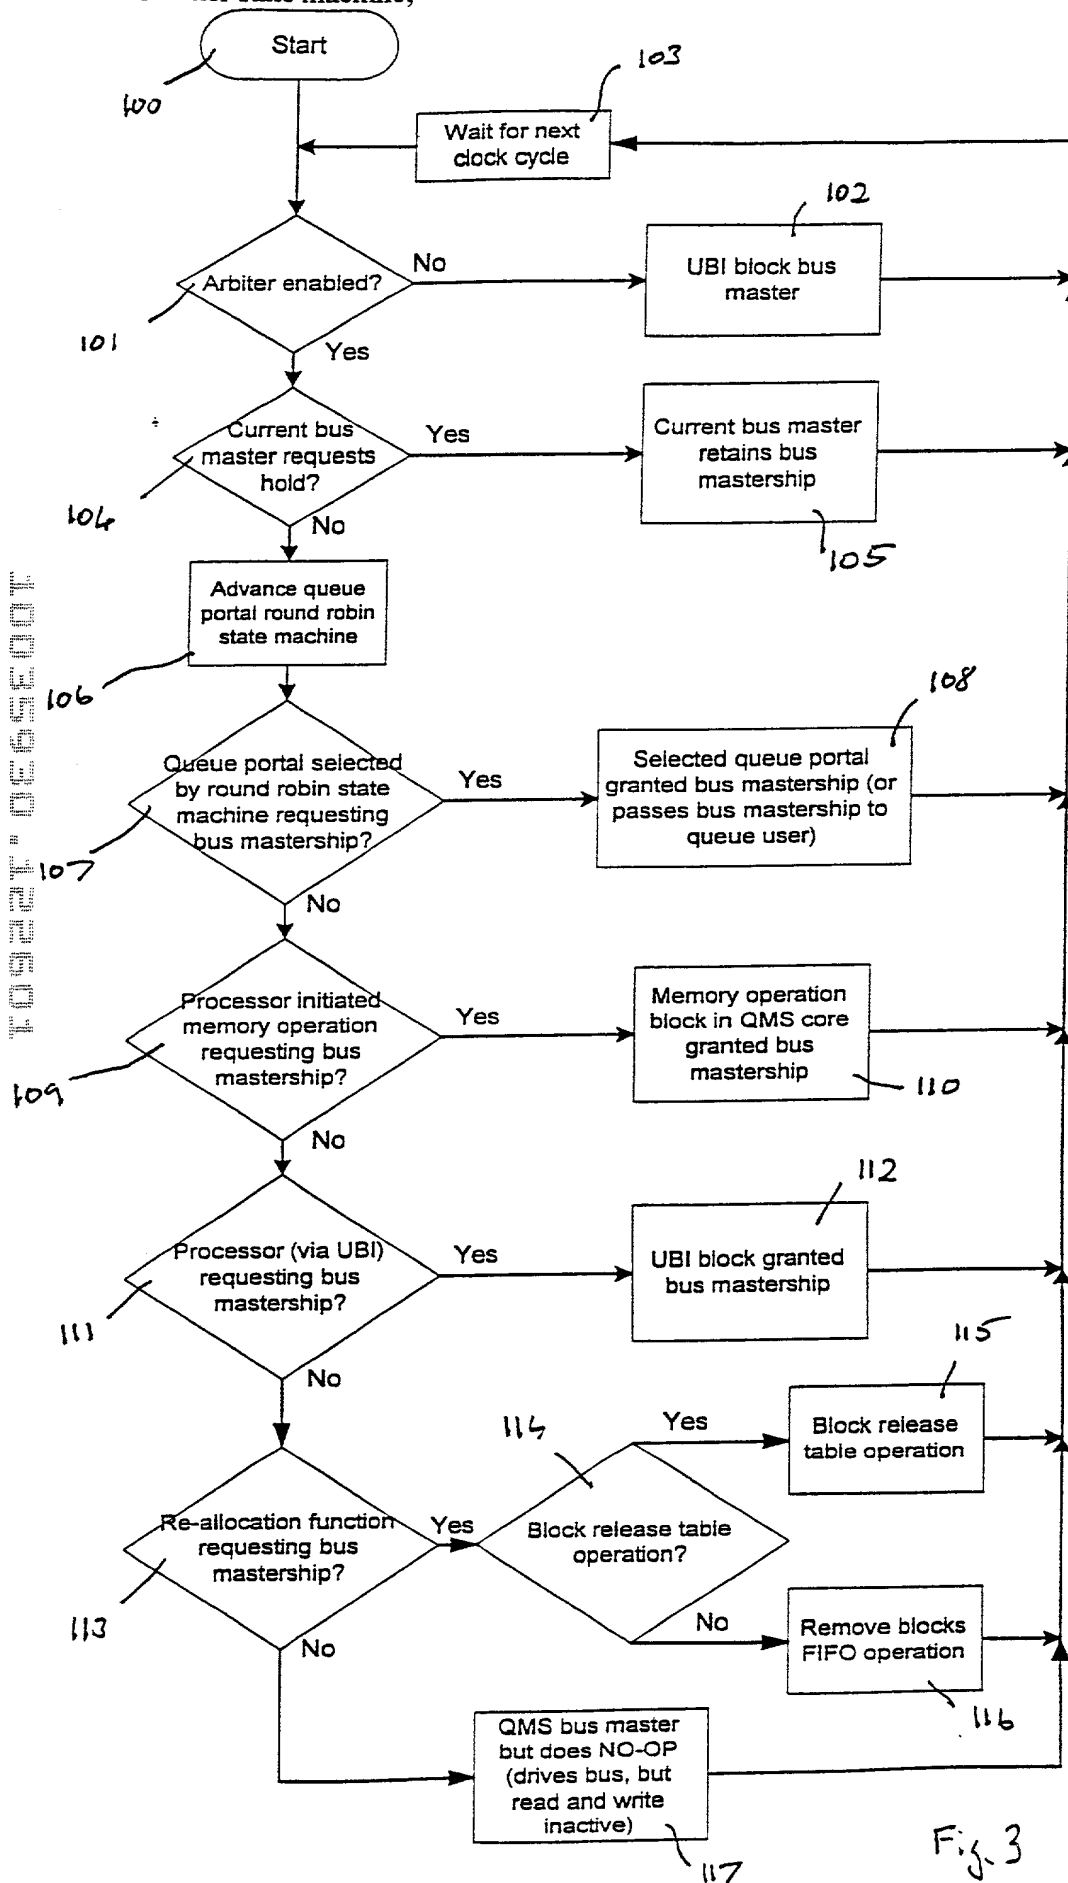 Start
100
103
Wait for next
clock cycle
102
Arbiter enabled?
No
UBI block bus
master
101
Yes
Current bus
master requests
hold?
Yes
Current bus master
retains bus
mastership
104
No
105
Advance queue
portal round robin
state machine
106
108
Queue portal selected
by round robin state
machine requesting
bus mastership?
Yes
Selected queue portal
granted bus mastership (or
passes bus mastership to
queue user)
107
No
Processor initiated
memory operation
requesting bus
mastership?
Yes
Memory operation
block in QMS core
granted bus
mastership
109
110
No
112
Processor (via UBI)
requesting bus
mastership?
Yes
UBI block granted
bus mastership
111
No
115
114
Yes
Block release
table operation
Re-allocation function
requesting bus
mastership?
Yes
Block release table
operation?
113
No
No
Remove blocks
FIFO operation
116
QMS bus master
but does NO-OP
(drives bus, but
read and write
inactive)
117
Fig. 3